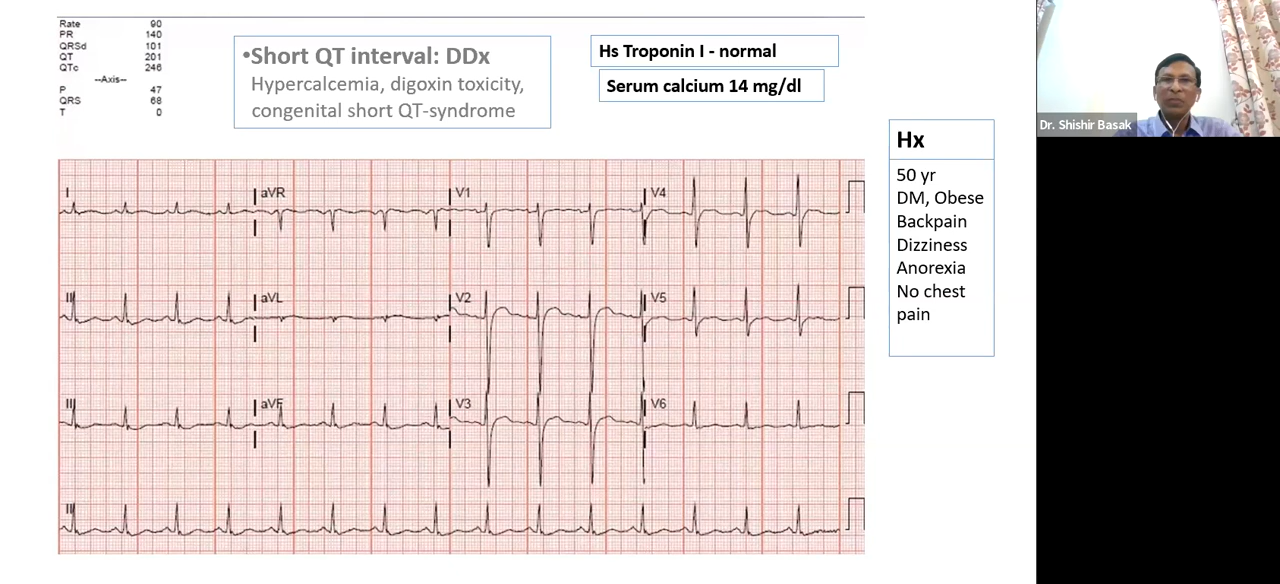 Rate 90
PR 140
QRSd 101
QT 201
QTc 246
--Axis--
P 47
QRS 68
T 0
•Short QT interval: DDx
Hypercalcemia, digoxin toxicity,
congenital short QT-syndrome
Hs Troponin I - normal
Serum calcium 14 mg/dl
Dr. Shishir Basak
Hx
50 yr
DM, Obese
Backpain
Dizziness
Anorexia
No chest
pain
I aVR V1 V4
II aVL V2 V5
III aVF V3 V6
II